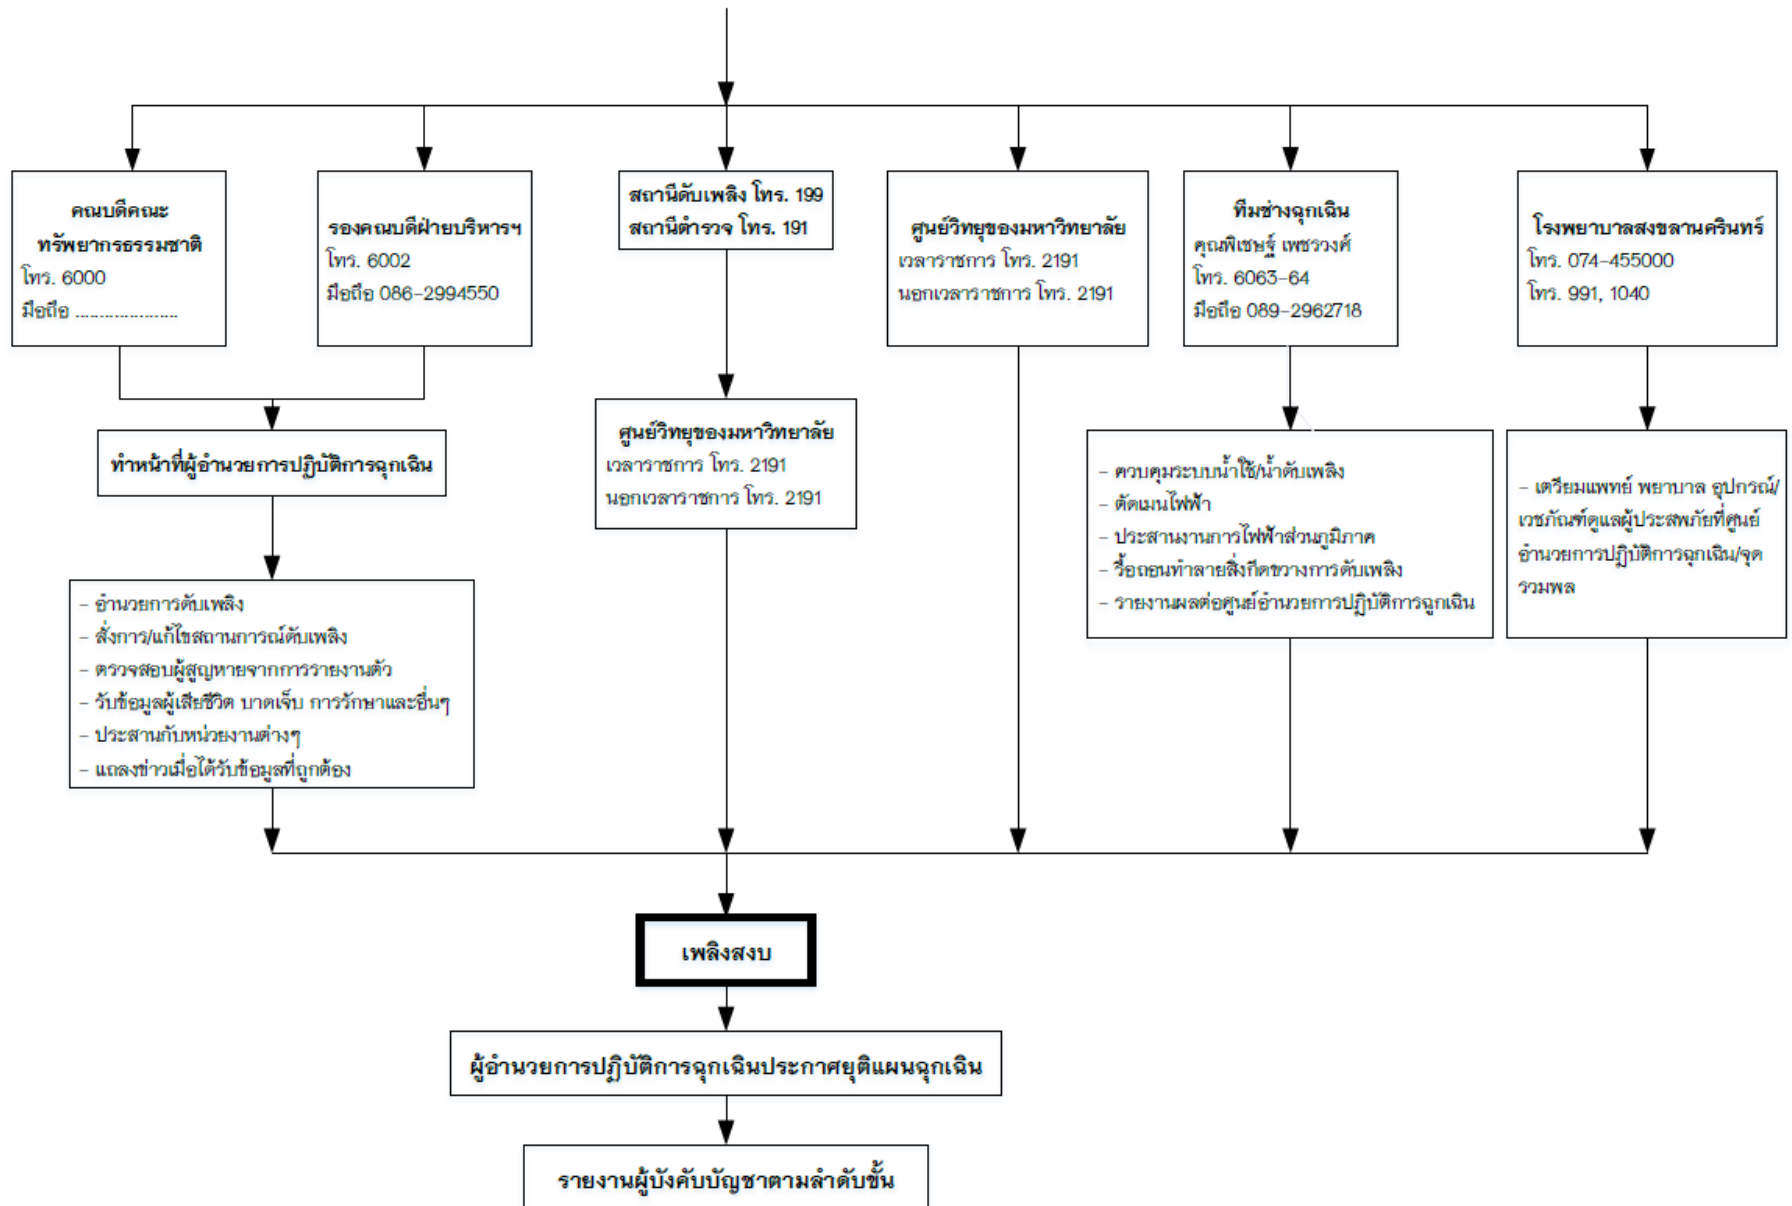 คณบดีคณะ
ทรัพยากรธรรมชาติ
โทร. 6000
มือถือ .....................
รองคณบดีฝ่ายบริหารฯ
โทร. 6002
มือถือ 086-2994550
สถานีดับเพลิง โทร. 199
สถานีตำรวจ โทร. 191
ศูนย์วิทยุของมหาวิทยาลัย
เวลาราชการ โทร. 2191
นอกเวลาราชการ โทร. 2191
ทีมช่างฉุกเฉิน
คุณพิเชษฐ์ เพชรวงศ์
โทร. 6063-64
มือถือ 089-2962718
โรงพยาบาลสงขลานครินทร์
โทร. 074-455000
โทร. 991, 1040
ทำหน้าที่ผู้อำนวยการปฏิบัติการฉุกเฉิน
ศูนย์วิทยุของมหาวิทยาลัย
เวลาราชการ โทร. 2191
นอกเวลาราชการ โทร. 2191
- ควบคุมระบบน้ำใช้/น้ำดับเพลิง
- ตัดเมนไฟฟ้า
- ประสานงานการไฟฟ้าส่วนภูมิภาค
- รื้อถอนทำลายสิ่งกีดขวางการดับเพลิง
- รายงานผลต่อศูนย์อำนวยการปฏิบัติการฉุกเฉิน
- เตรียมแพทย์ พยาบาล อุปกรณ์/
เวชภัณฑ์ดูแลผู้ประสพภัยที่ศูนย์
อำนวยการปฏิบัติการฉุกเฉิน/จุด
รวมพล
- อำนวยการดับเพลิง
- สั่งการ/แก้ไขสถานการณ์ดับเพลิง
- ตรวจสอบผู้สูญหายจากการรายงานตัว
- รับข้อมูลผู้เสียชีวิต บาดเจ็บ การรักษาและอื่นๆ
- ประสานกับหน่วยงานต่างๆ
- แถลงข่าวเมื่อได้รับข้อมูลที่ถูกต้อง
เพลิงสงบ
ผู้อำนวยการปฏิบัติการฉุกเฉินประกาศยุติแผนฉุกเฉิน
รายงานผู้บังคับบัญชาตามลำดับขั้น